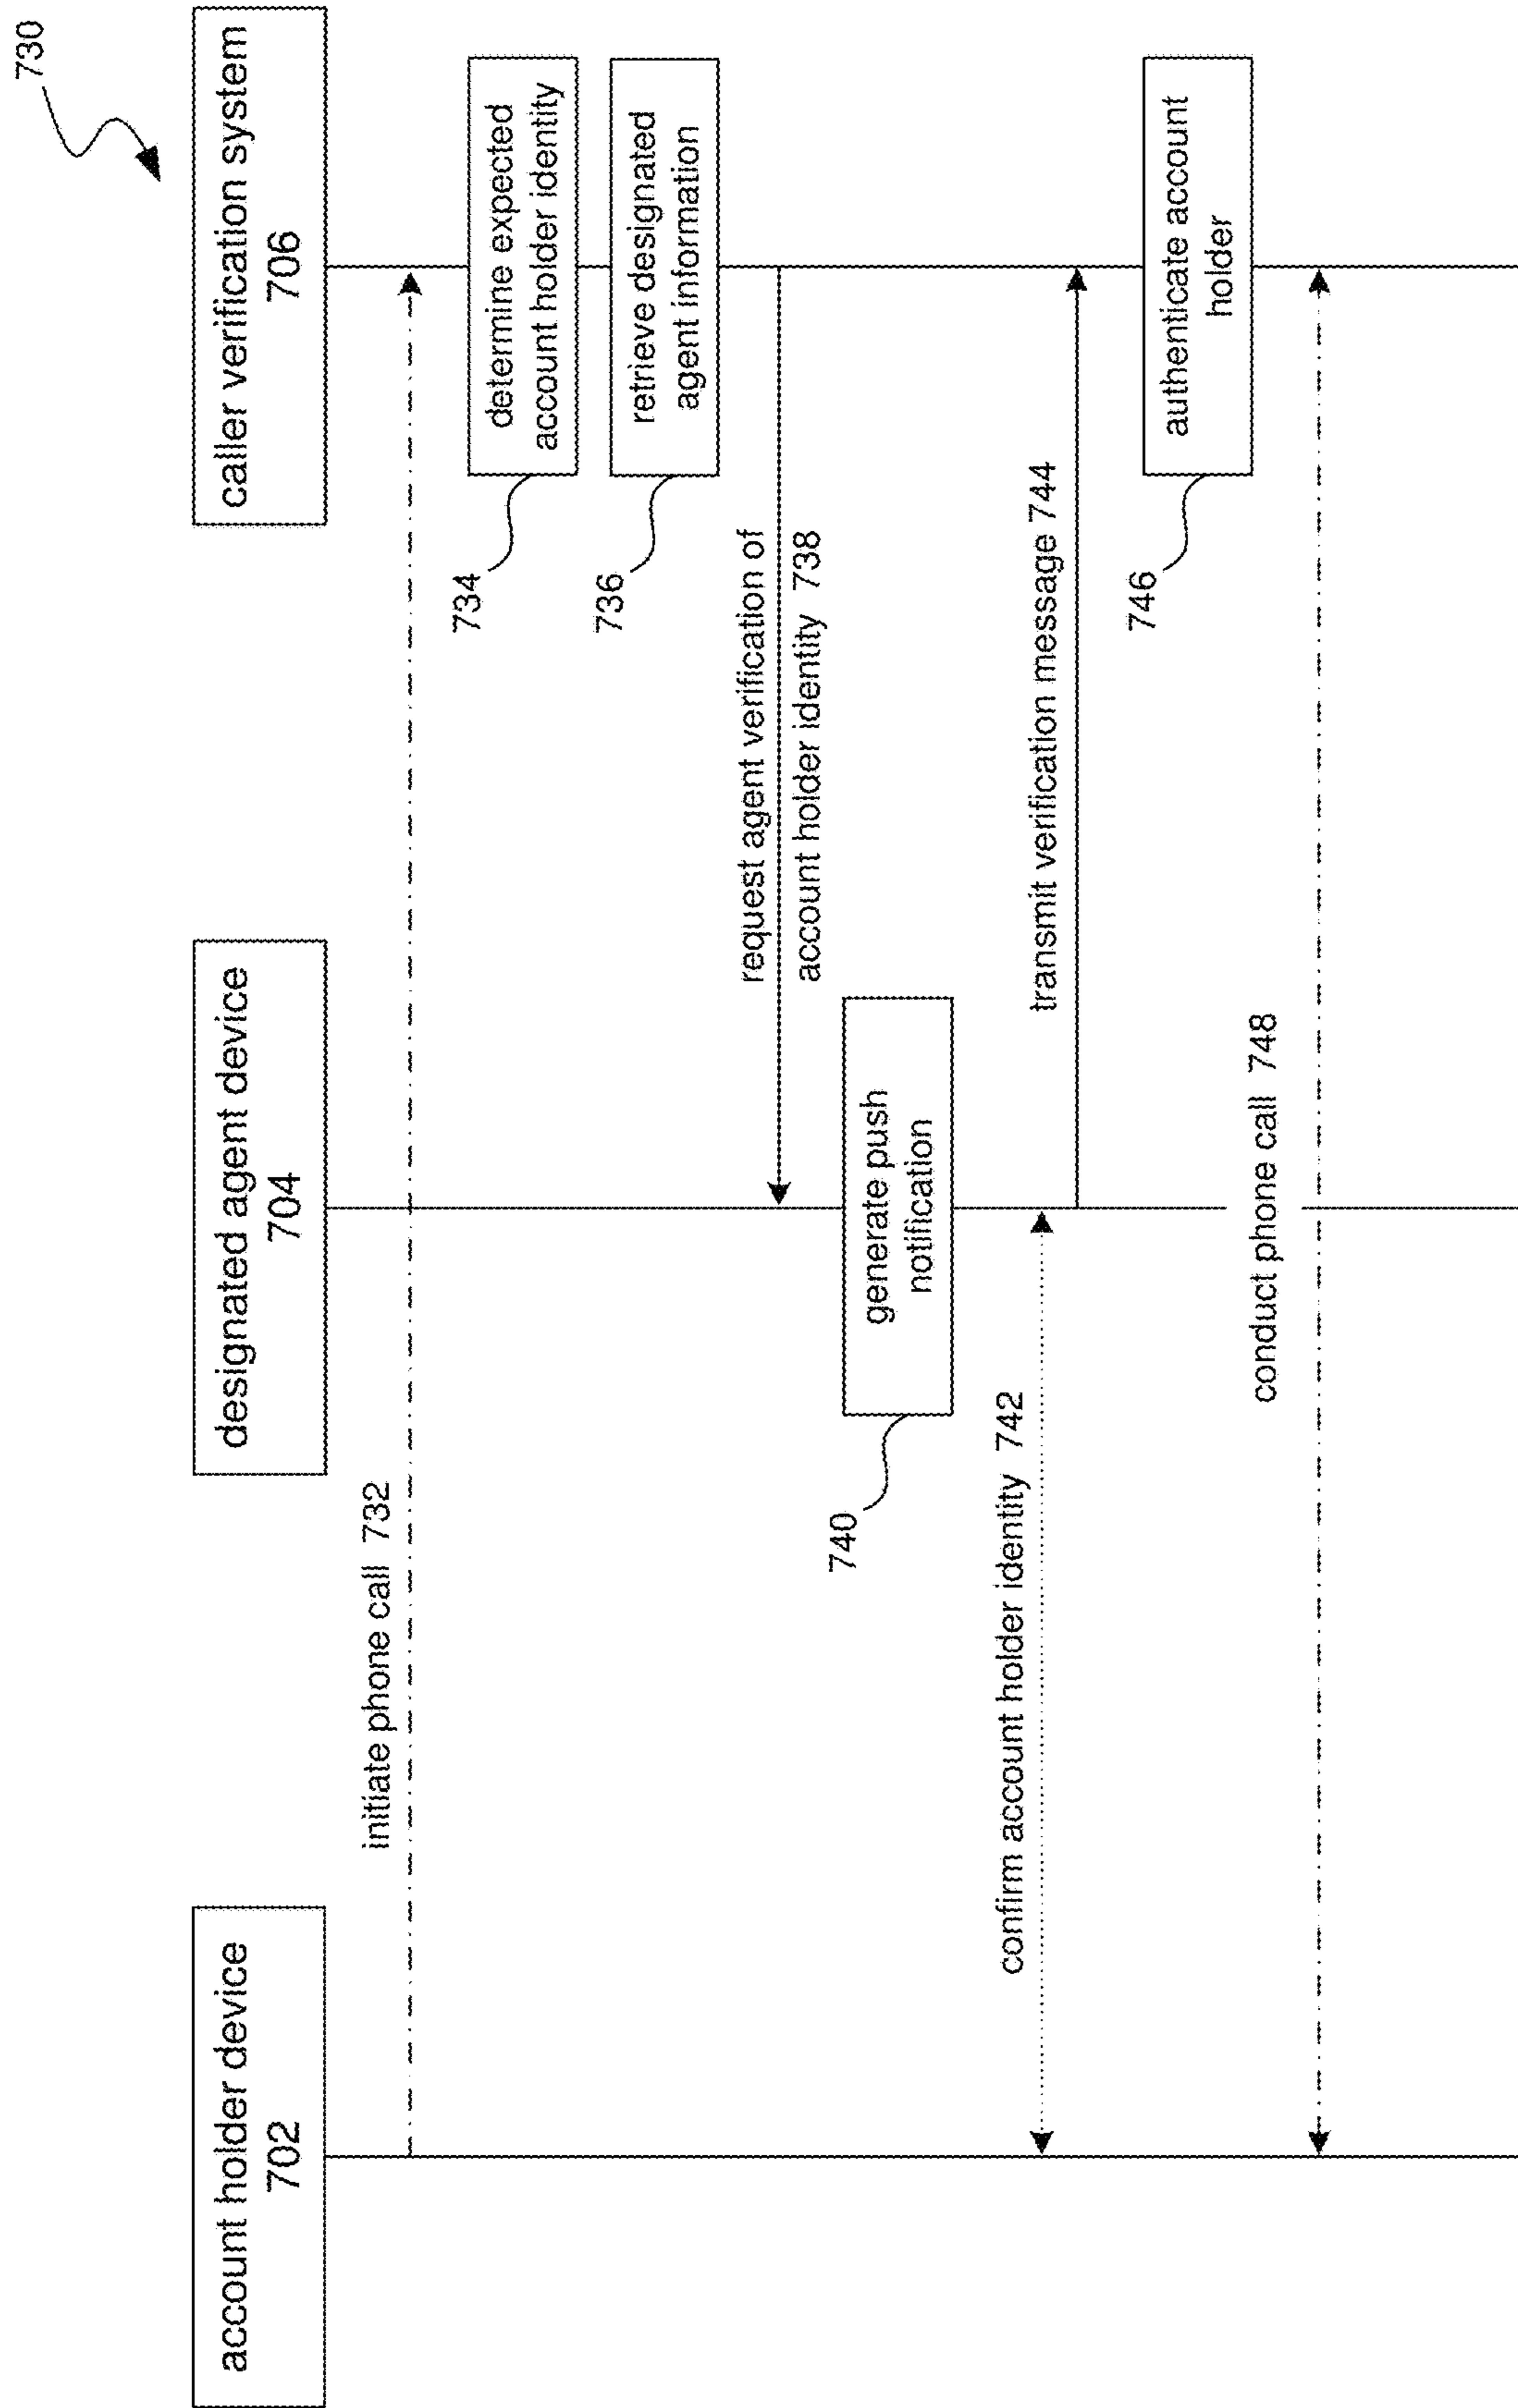 730
account holder device
702
designated agent device
704
caller verification system
706
initiate phone call 732
determine expected
account holder identity
734
retrieve designated
agent information
736
request agent verification of
account holder identity 738
generate push
notification
740
confirm account holder identity 742
transmit verification message 744
authenticate account
holder
746
conduct phone call 748